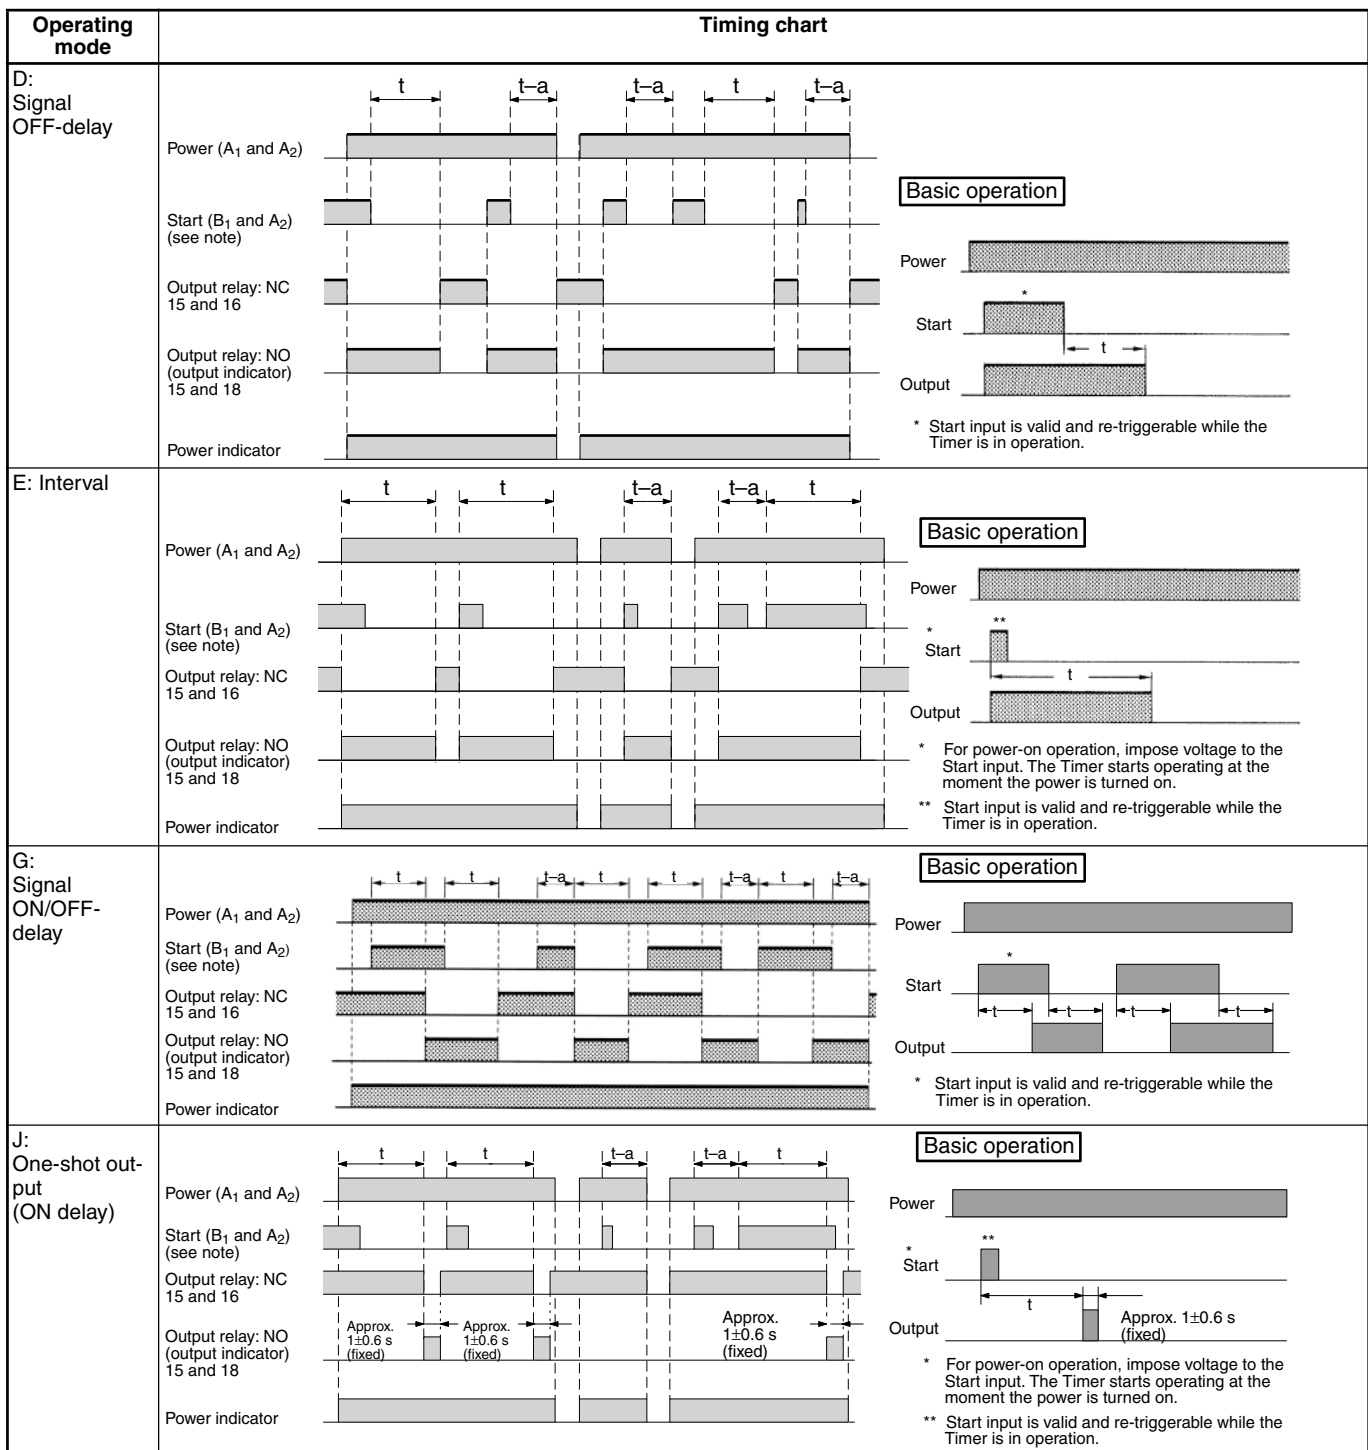 Operating
mode
Timing chart
D:
Signal
OFF-delay
t
t–a
t–a
t
t–a
Power (A1 and A2)
Start (B1 and A2)
(see note)
Output relay: NC
15 and 16
Output relay: NO
(output indicator)
15 and 18
Power indicator
Basic operation
Power
*
Start
t
Output
* Start input is valid and re-triggerable while the
Timer is in operation.
E: Interval
t
t
t–a
t–a
t
Power (A1 and A2)
Start (B1 and A2)
(see note)
Output relay: NC
15 and 16
Output relay: NO
(output indicator)
15 and 18
Power indicator
Basic operation
Power
**
*
Start
t
Output
* For power-on operation, impose voltage to the
Start input. The Timer starts operating at the
moment the power is turned on.
** Start input is valid and re-triggerable while the
Timer is in operation.
G:
Signal
ON/OFF-
delay
t
t
t–a
t
t
t–a
t
t–a
Power (A1 and A2)
Start (B1 and A2)
(see note)
Output relay: NC
15 and 16
Output relay: NO
(output indicator)
15 and 18
Power indicator
Basic operation
Power
*
Start
t
t
t
t
Output
* Start input is valid and re-triggerable while the
Timer is in operation.
J:
One-shot out-
put
(ON delay)
t
t
t–a
t–a
t
Power (A1 and A2)
Start (B1 and A2)
(see note)
Output relay: NC
15 and 16
Output relay: NO
(output indicator)
15 and 18
Approx.
1±0.6 s
(fixed)
Approx.
1±0.6 s
(fixed)
Approx.
1±0.6 s
(fixed)
Power indicator
Basic operation
Power
**
*
Start
t
Output
Approx. 1±0.6 s
(fixed)
* For power-on operation, impose voltage to the
Start input. The Timer starts operating at the
moment the power is turned on.
** Start input is valid and re-triggerable while the
Timer is in operation.